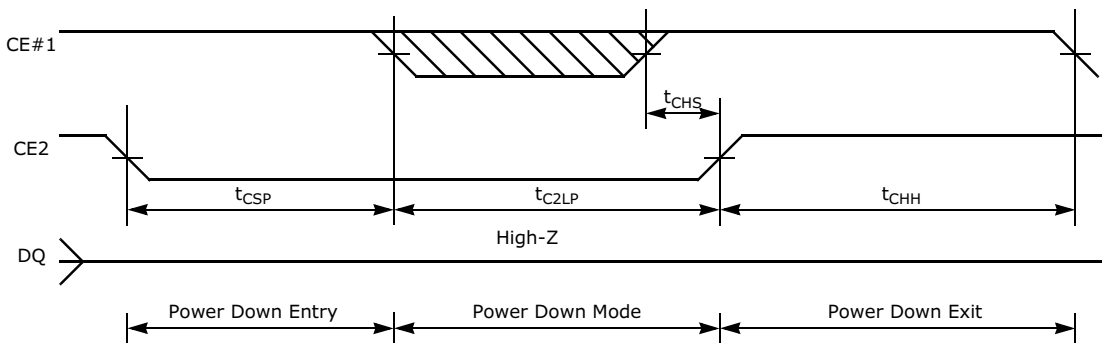 CE#1
tCHS
CE2
tCSP
tC2LP
tCHH
High-Z
DQ
Power Down Entry
Power Down Mode
Power Down Exit